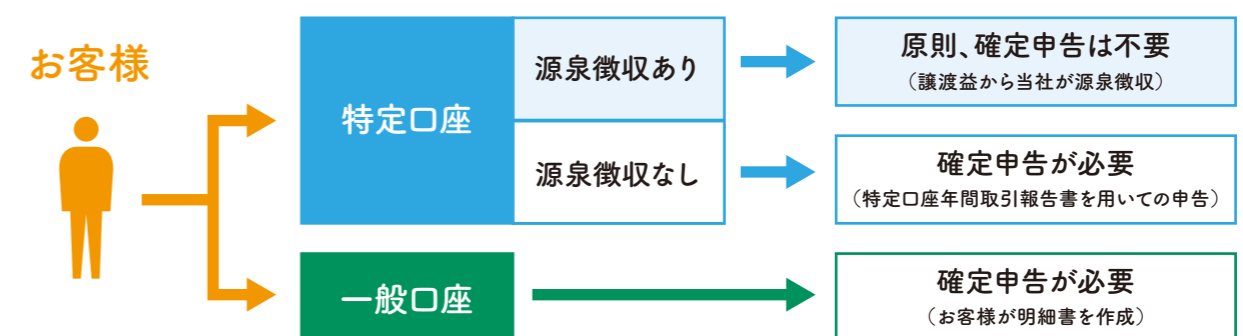 お客様
特定口座
源泉徴収あり
原則、確定申告は不要
（譲渡益から当社が源泉徴収）
源泉徴収なし
確定申告が必要
（特定口座年間取引報告書を用いての申告）
一般口座
確定申告が必要
（お客様が明細書を作成）